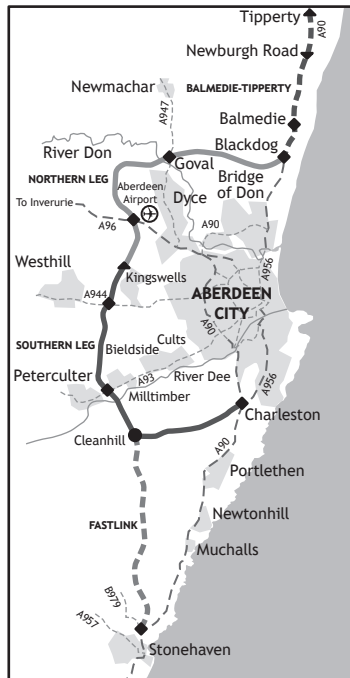 Tipperty
A90
Newburgh Road
Newmachar
BALMEDIE-TIPPERTY
A947
Balmedie
Blackdog
River Don
Goval
Bridge
of Don
NORTHERN LEG
Aberdeen
Airport
Dyce
To Inverurie
A96
A90
Westhill
Kingswells
A956
A944
ABERDEEN
CITY
A90
SOUTHERN LEG
Bieldside
Cults
Peterculter
A93
River Dee
Milltimber
Charleston
Cleanhill
A956
A90
Portlethen
FASTLINK
Newtonhill
Muchalls
B979
A957
Stonehaven